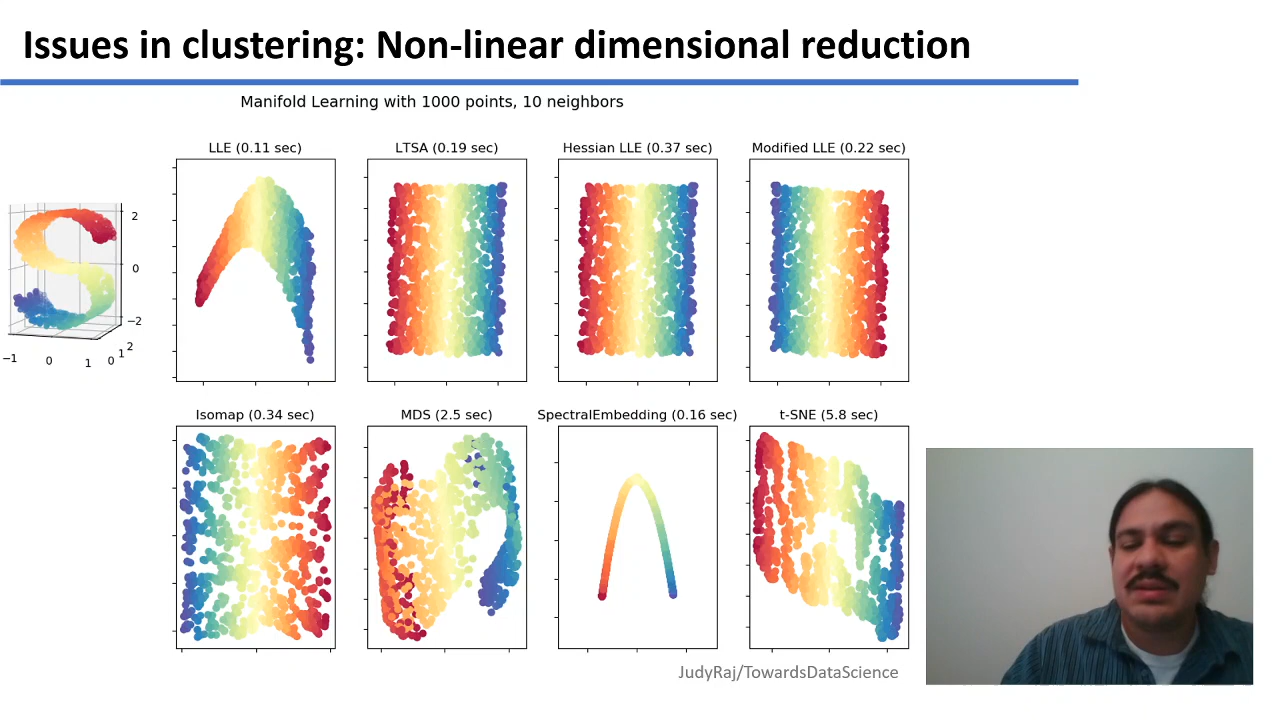 Issues in clustering: Non-linear dimensional reduction
Manifold Learning with 1000 points, 10 neighbors
LLE (0.11 sec)
LTSA (0.19 sec)
Hessian LLE (0.37 sec)
Modified LLE (0.22 sec)
2
0
−2
−1 0 1 0 1 2
Isomap (0.34 sec)
MDS (2.5 sec)
SpectralEmbedding (0.16 sec)
t-SNE (5.8 sec)
JudyRaj/TowardsDataScience